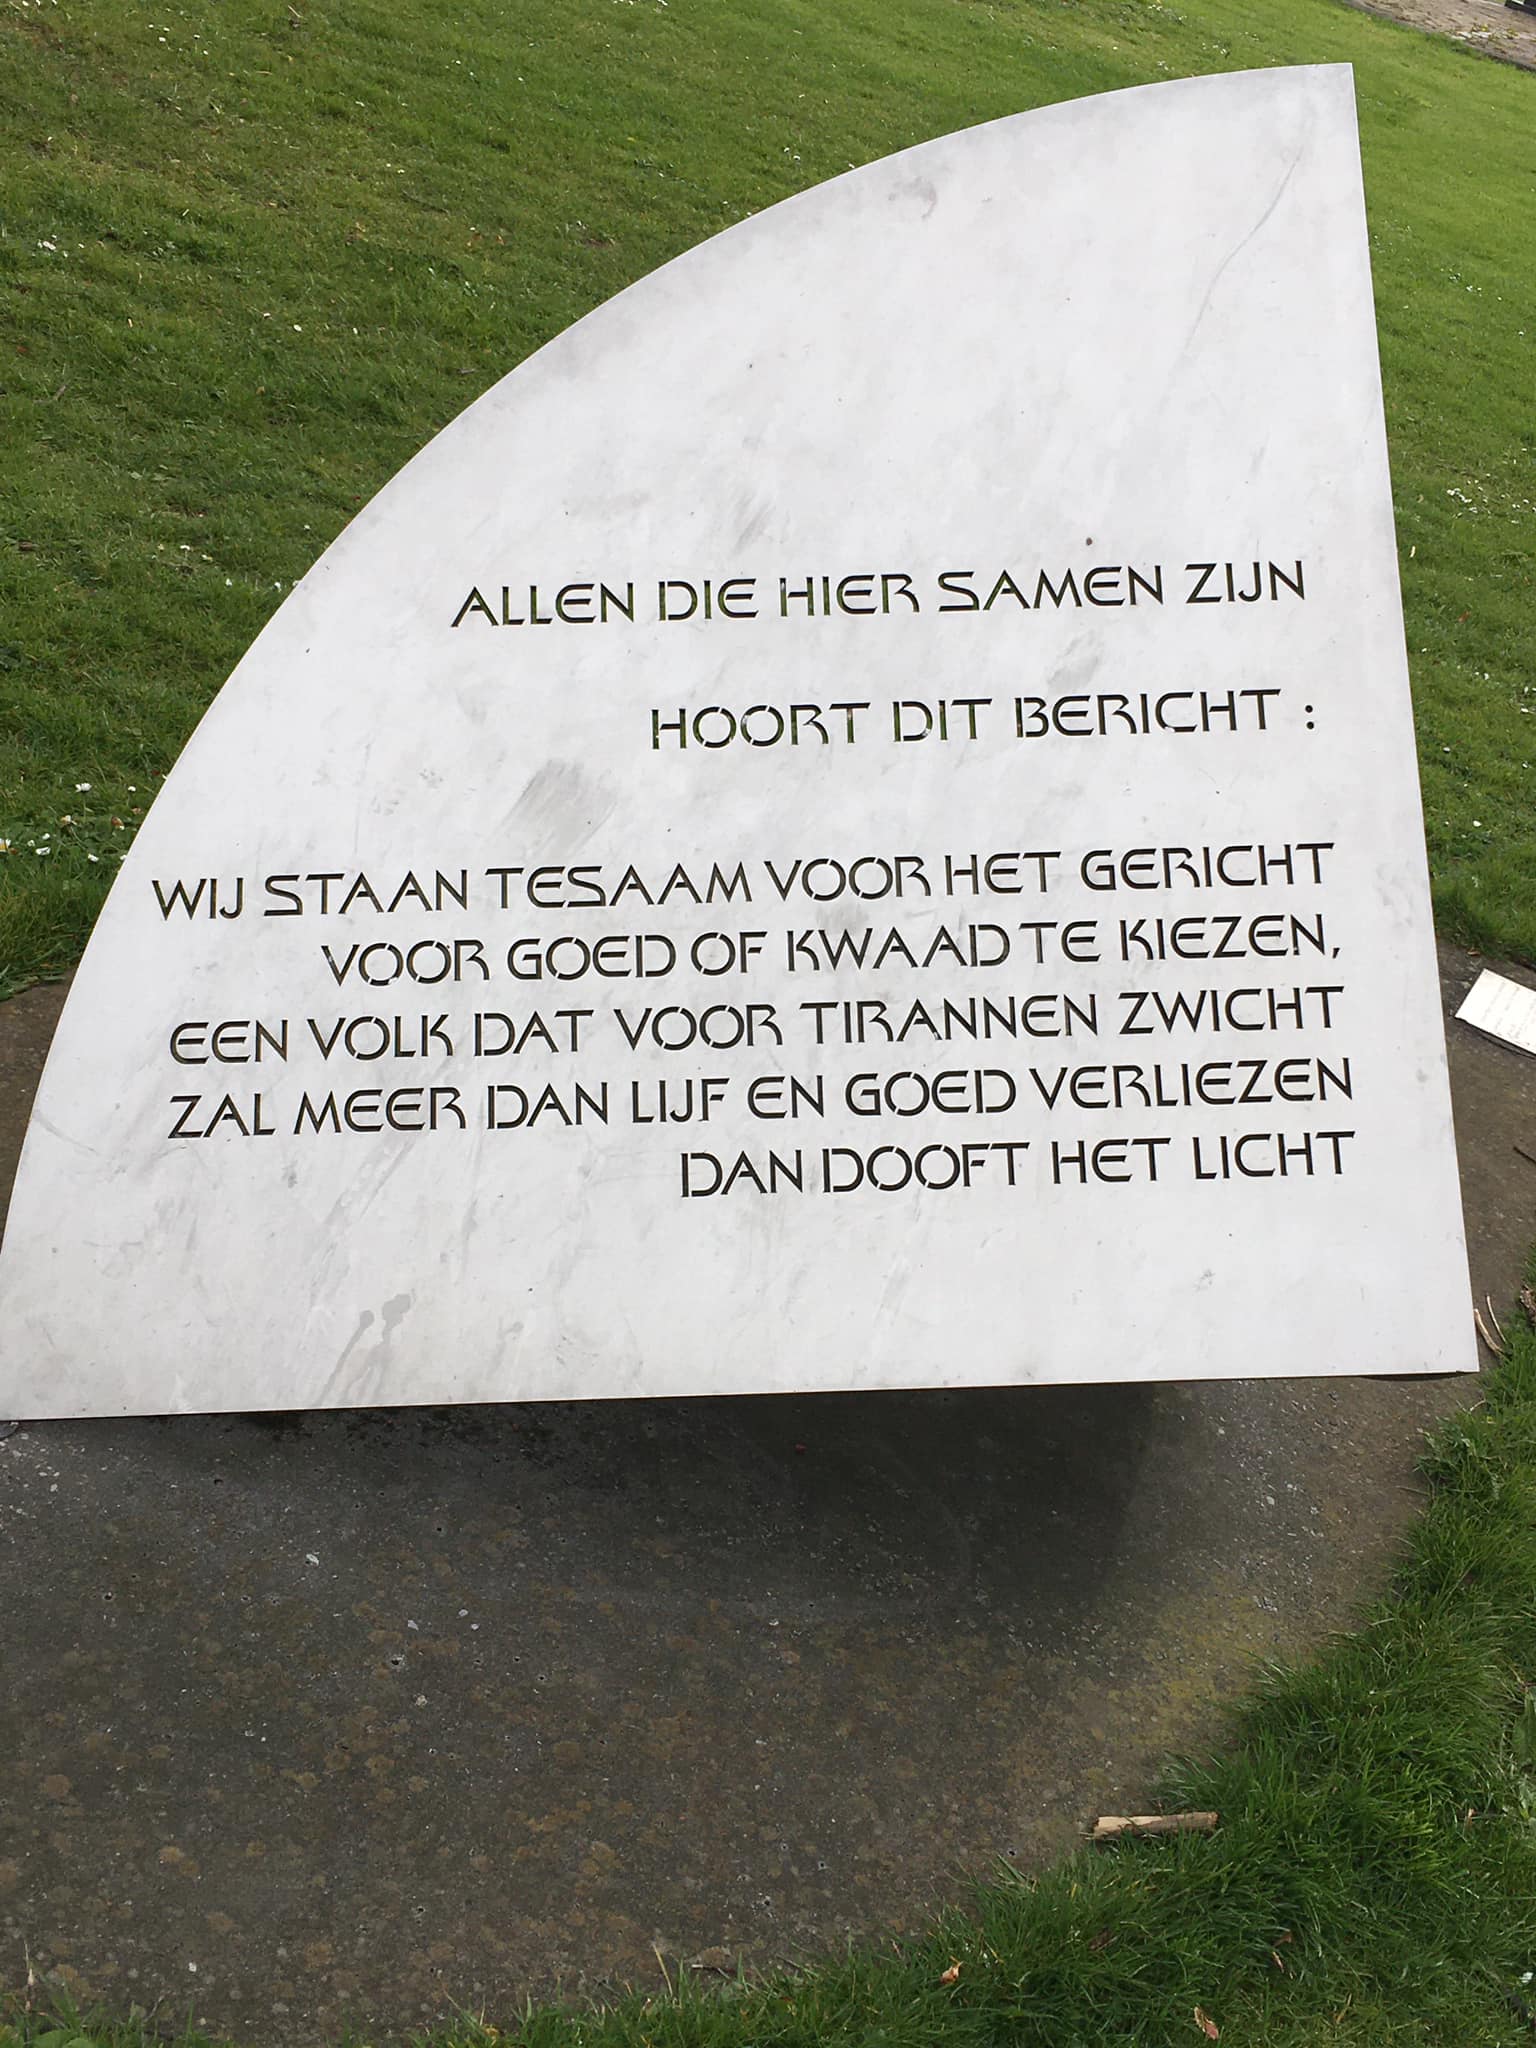 ALLEN DIE HIER SAMEN ZIJN
HOORT DIT BERICHT :
WIJ STAAN TESAAM VOOR HET GERICHT
VOOR GOED OF KWAAD TE KIEZEN,
EEN VOLK DAT VOOR TIRANNEN ZWICHT
ZAL MEER DAN LIJF EN GOED VERLIEZEN
DAN DOOFT HET LICHT